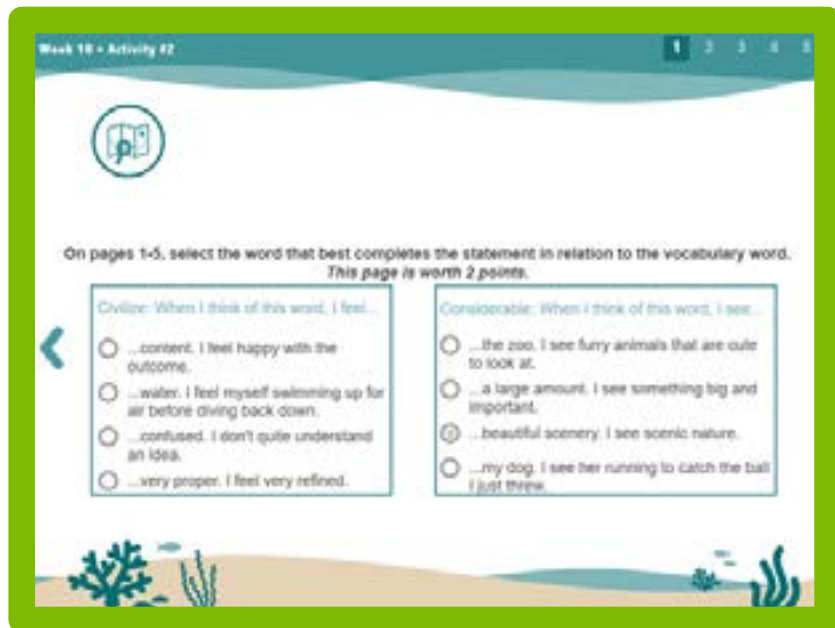 Week 18 • Activity #2
1 2 3 4 5
On pages 1-5, select the word that best completes the statement in relation to the vocabulary word.
This page is worth 2 points.
Civilize: When I think of this word, I feel...
...content. I feel happy with the
outcome.
...water. I feel myself swimming up for
air before diving back down.
...confused. I don't quite understand
an idea.
...very proper. I feel very refined.
Considerable: When I think of this word, I see...
...the zoo. I see furry animals that are cute
to look at.
...a large amount. I see something big and
important.
...beautiful scenery. I see scenic nature.
...my dog. I see her running to catch the ball
I just threw.